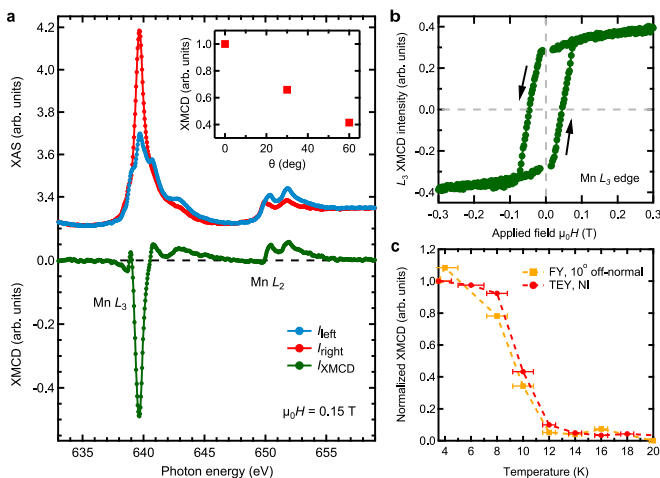 a
XAS (arb. units)
4.2
3.8
3.4
XMCD (arb. units)
1.0
0.8
0.6
0.4
0
20
40
60
θ (deg)
XMCD (arb. units)
0.0
-0.2
-0.4
Mn L3
Mn L2
Ileft
Iright
IXMCD
μ0H = 0.15 T
635
640
645
650
655
Photon energy (eV)
b
L3 XMCD intensity (arb. units)
0.4
0.2
0.0
-0.2
-0.4
Mn L3 edge
-0.3
-0.2
-0.1
0.0
0.1
0.2
0.3
Applied field μ0H (T)
c
Normalized XMCD (arb. units)
1.2
1.0
0.8
0.6
0.4
0.2
0.0
FY, 10° off-normal
TEY, NI
4
6
8
10
12
14
16
18
20
Temperature (K)